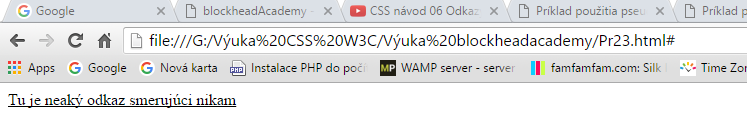 Google blockheadAcademy - CSS návod 06 Odkaz Príklad použitia pseu Príklad p
file:///G:/Výuka%20CSS%20W3C/Výuka%20blockheadacademy/Pr23.html#
Apps Google Nová karta Instalace PHP do počí WAMP server - server famfamfam.com: Silk Time Zon
Tu je neaký odkaz smerujúci nikam